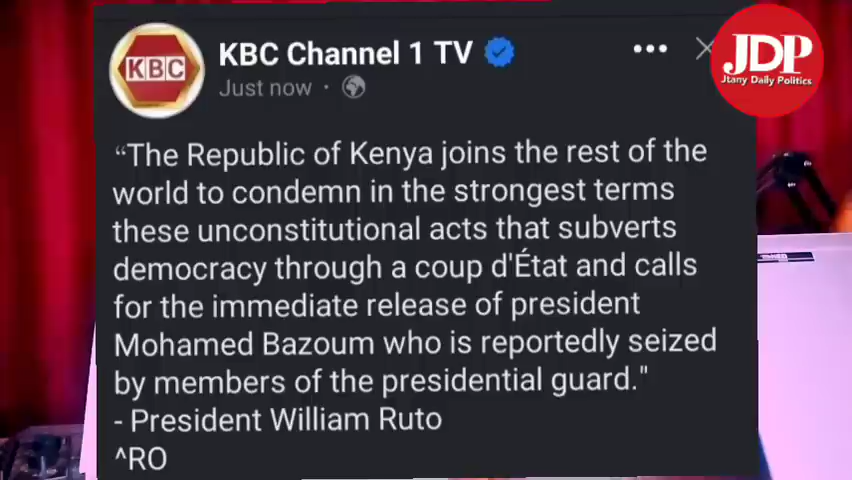 KBC Channel 1 TV
Just now ·
KBC
JDP
Jtany Daily Politics
“The Republic of Kenya joins the rest of the
world to condemn in the strongest terms
these unconstitutional acts that subverts
democracy through a coup d'État and calls
for the immediate release of president
Mohamed Bazoum who is reportedly seized
by members of the presidential guard."
- President William Ruto
^RO